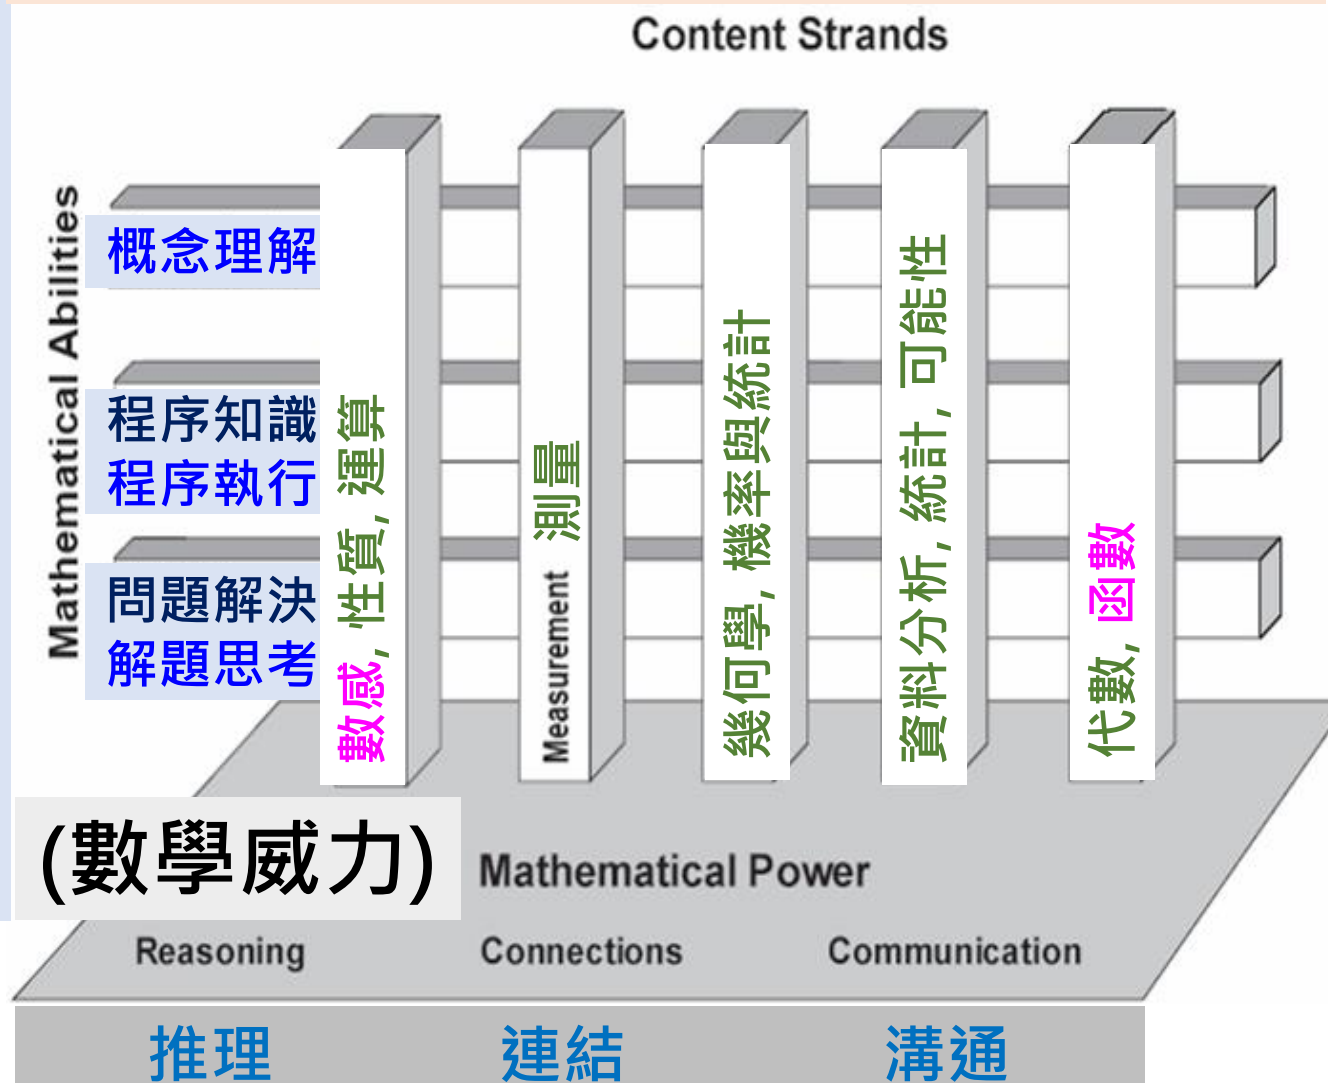 Content Strands
Mathematical Abilities
概念理解
程序知識
程序執行
問題解決
解題思考
數感, 性質, 運算
Measurement 測量
幾何學, 機率與統計
資料分析, 統計, 可能性
代數, 函數
(數學威力)
Mathematical Power
Reasoning Connections Communication
推理 連結 溝通